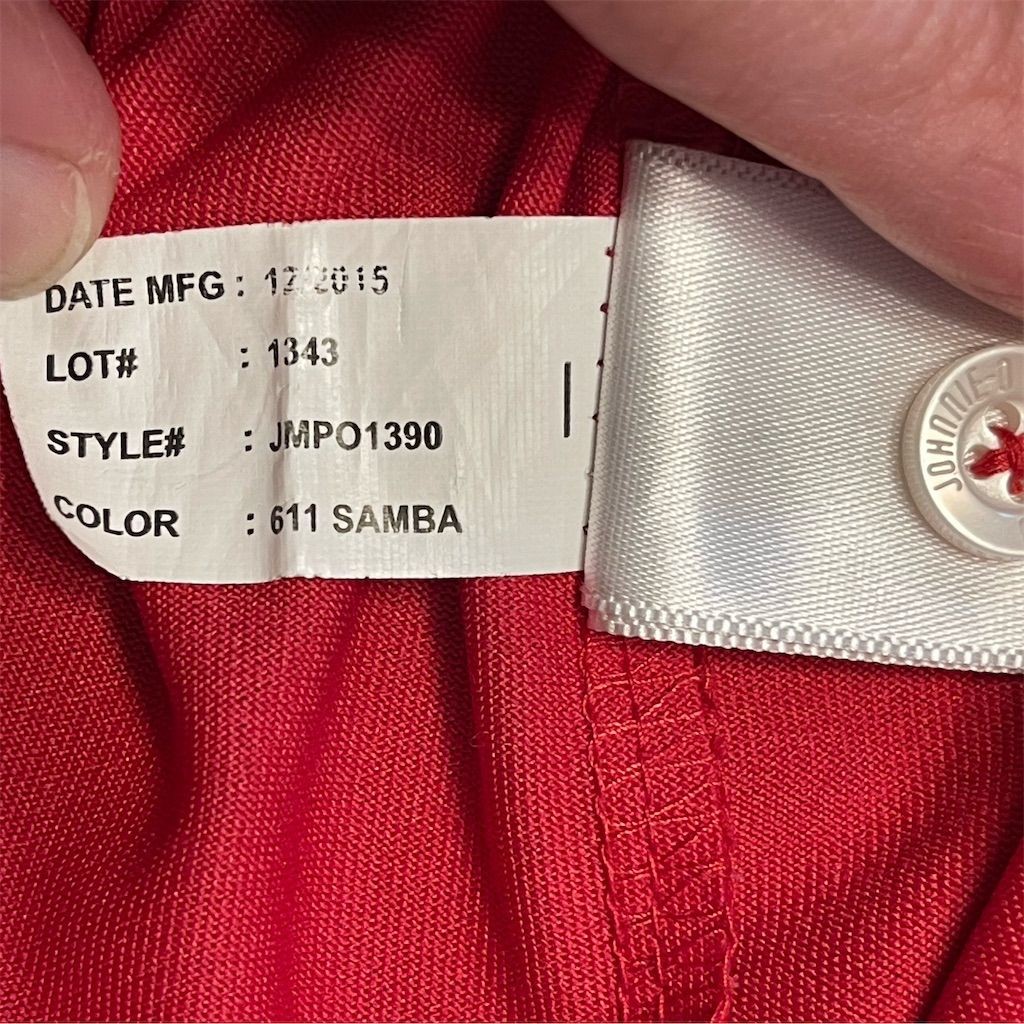 DATE MFG : 12/2015
LOT# : 1343
STYLE# : JMPO1390
COLOR : 611 SAMBA
JOHNNIE-O